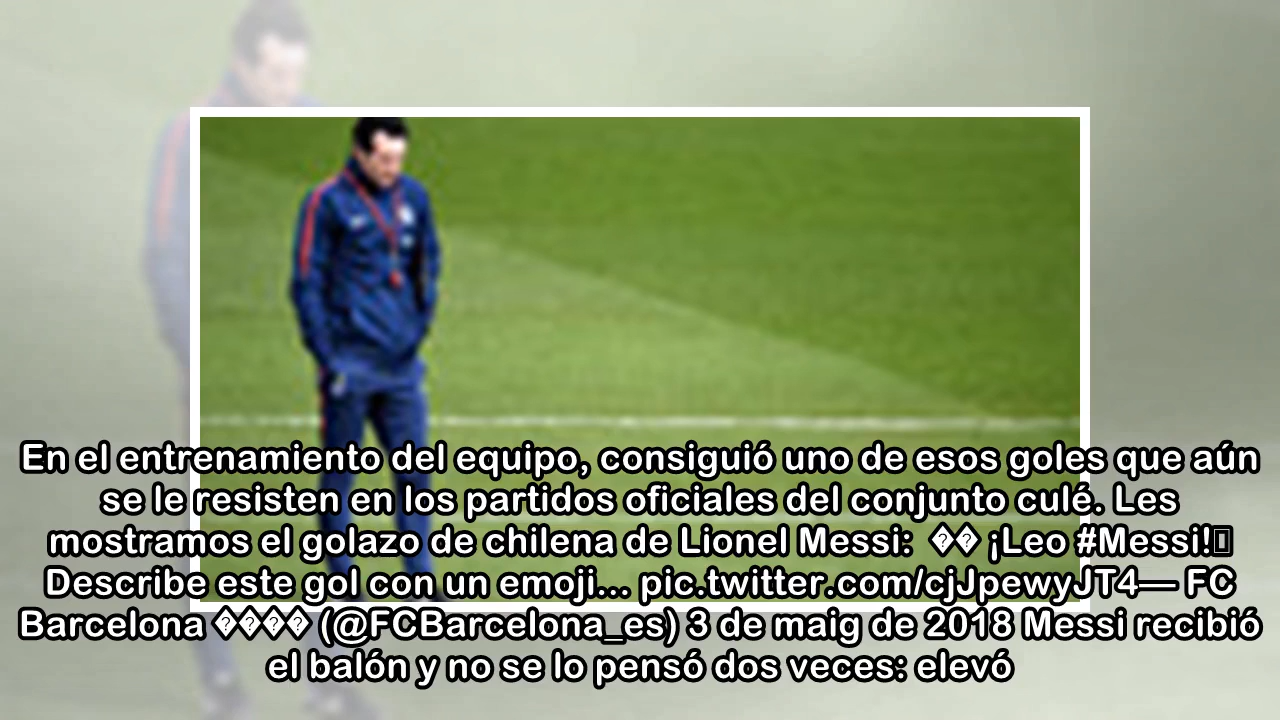 En el entrenamiento del equipo, consiguió uno de esos goles que aún
se le resisten en los partidos oficiales del conjunto culé. Les
mostramos el golazo de chilena de Lionel Messi: �� ¡Leo #Messi!
Describe este gol con un emoji... pic.twitter.com/cjJpewyJT4— FC
Barcelona ���� (@FCBarcelona_es) 3 de maig de 2018 Messi recibió
el balón y no se lo pensó dos veces: elevó